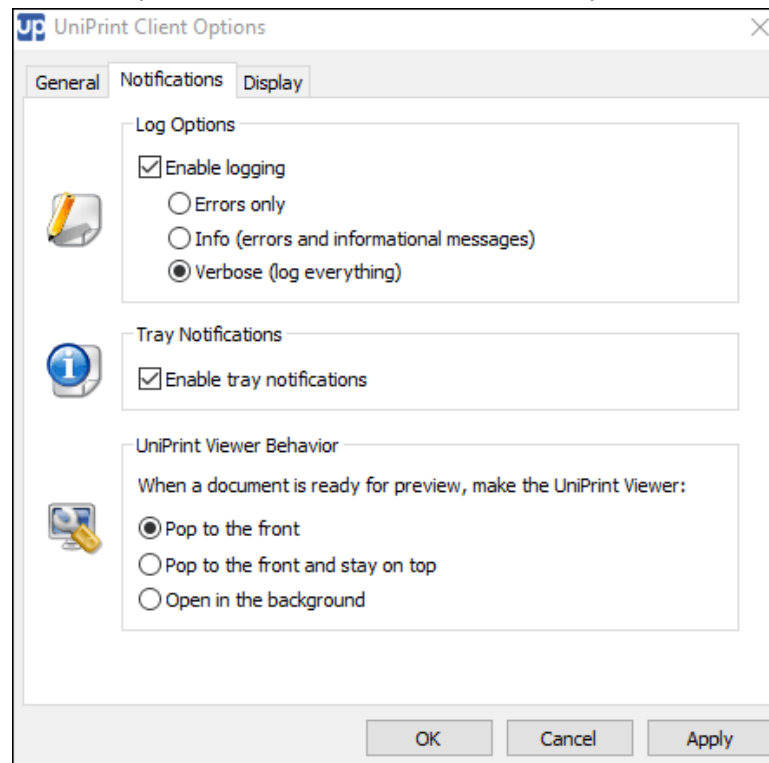 UP UniPrint Client Options
General Notifications Display
Log Options
Enable logging
Errors only
Info (errors and informational messages)
Verbose (log everything)
Tray Notifications
Enable tray notifications
UniPrint Viewer Behavior
When a document is ready for preview, make the UniPrint Viewer:
Pop to the front
Pop to the front and stay on top
Open in the background
OK Cancel Apply